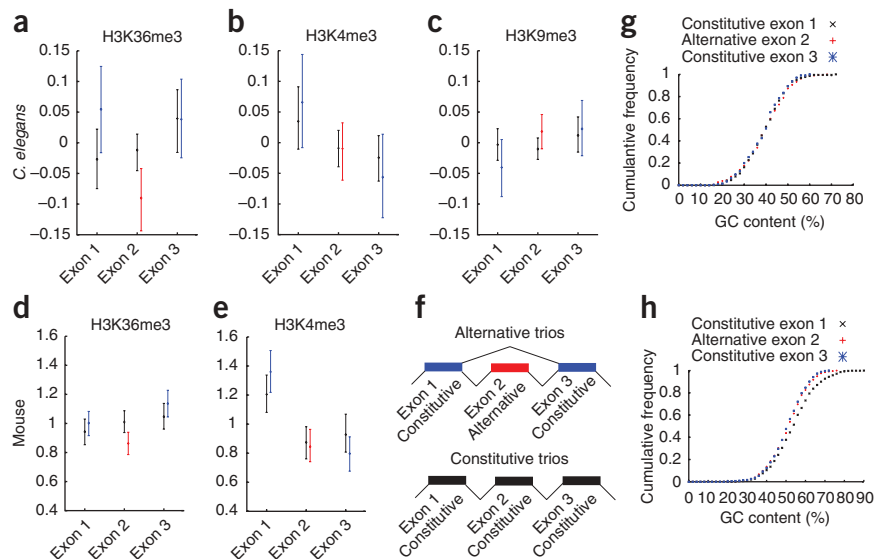 a
H3K36me3
C. elegans
0.15
0.10
0.05
0
–0.05
–0.1
–0.15
Exon 1
Exon 2
Exon 3
b
H3K4me3
0.15
0.10
0.05
0
–0.05
–0.1
–0.15
Exon 1
Exon 2
Exon 3
c
H3K9me3
0.15
0.10
0.05
0
–0.05
–0.1
–0.15
Exon 1
Exon 2
Exon 3
g
Constitutive exon 1
Alternative exon 2
Constitutive exon 3
Cumulantive frequency
1
0.8
0.6
0.4
0.2
0
0 10 20 30 40 50 60 70 80
GC content (%)
d
H3K36me3
Mouse
1.6
1.4
1.2
1
0.8
0.6
0.4
Exon 1
Exon 2
Exon 3
e
H3K4me3
1.6
1.4
1.2
1
0.8
0.6
0.4
Exon 1
Exon 2
Exon 3
f
Alternative trios
Exon 1
Constitutive
Exon 2
Alternative
Exon 3
Constitutive
Constitutive trios
Exon 1
Constitutive
Exon 2
Constitutive
Exon 3
Constitutive
h
Constitutive exon 1
Alternative exon 2
Constitutive exon 3
Cumulative frequency
1
0.8
0.6
0.4
0.2
0
0 10 20 30 40 50 60 70 80 90
GC content (%)